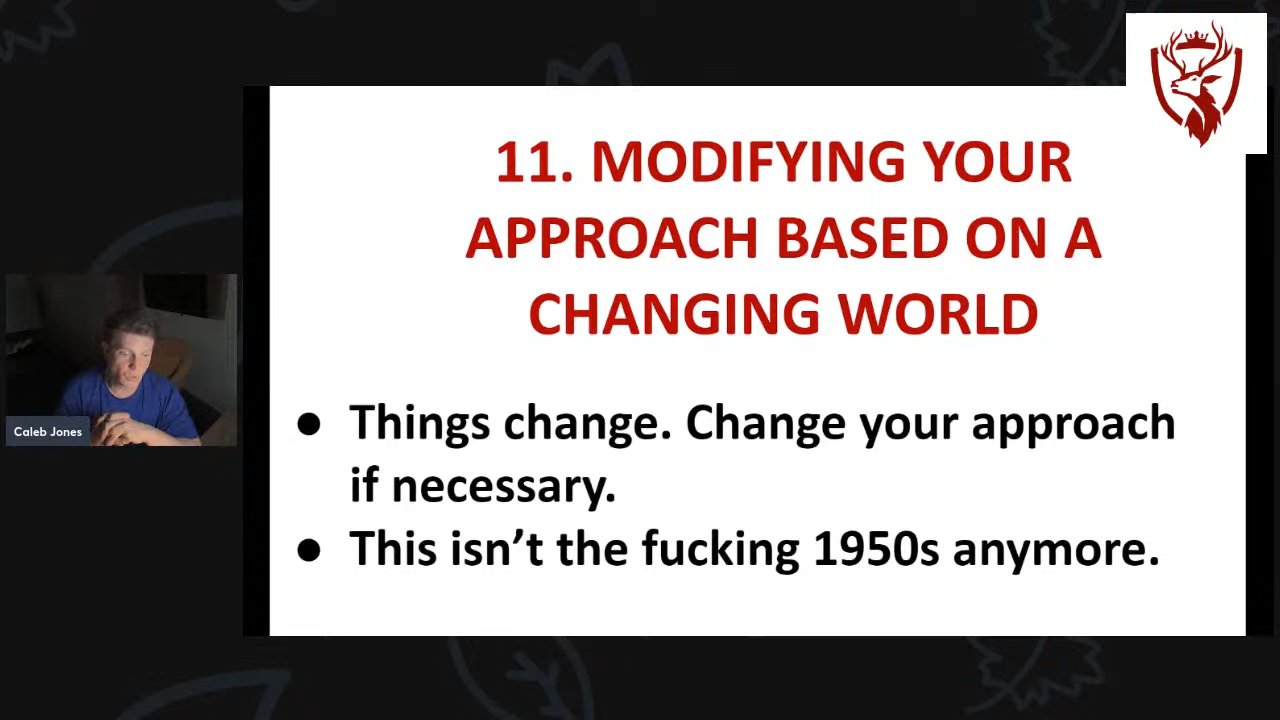 11. MODIFYING YOUR
APPROACH BASED ON A
CHANGING WORLD
● Things change. Change your approach
if necessary.
● This isn’t the fucking 1950s anymore.
Caleb Jones